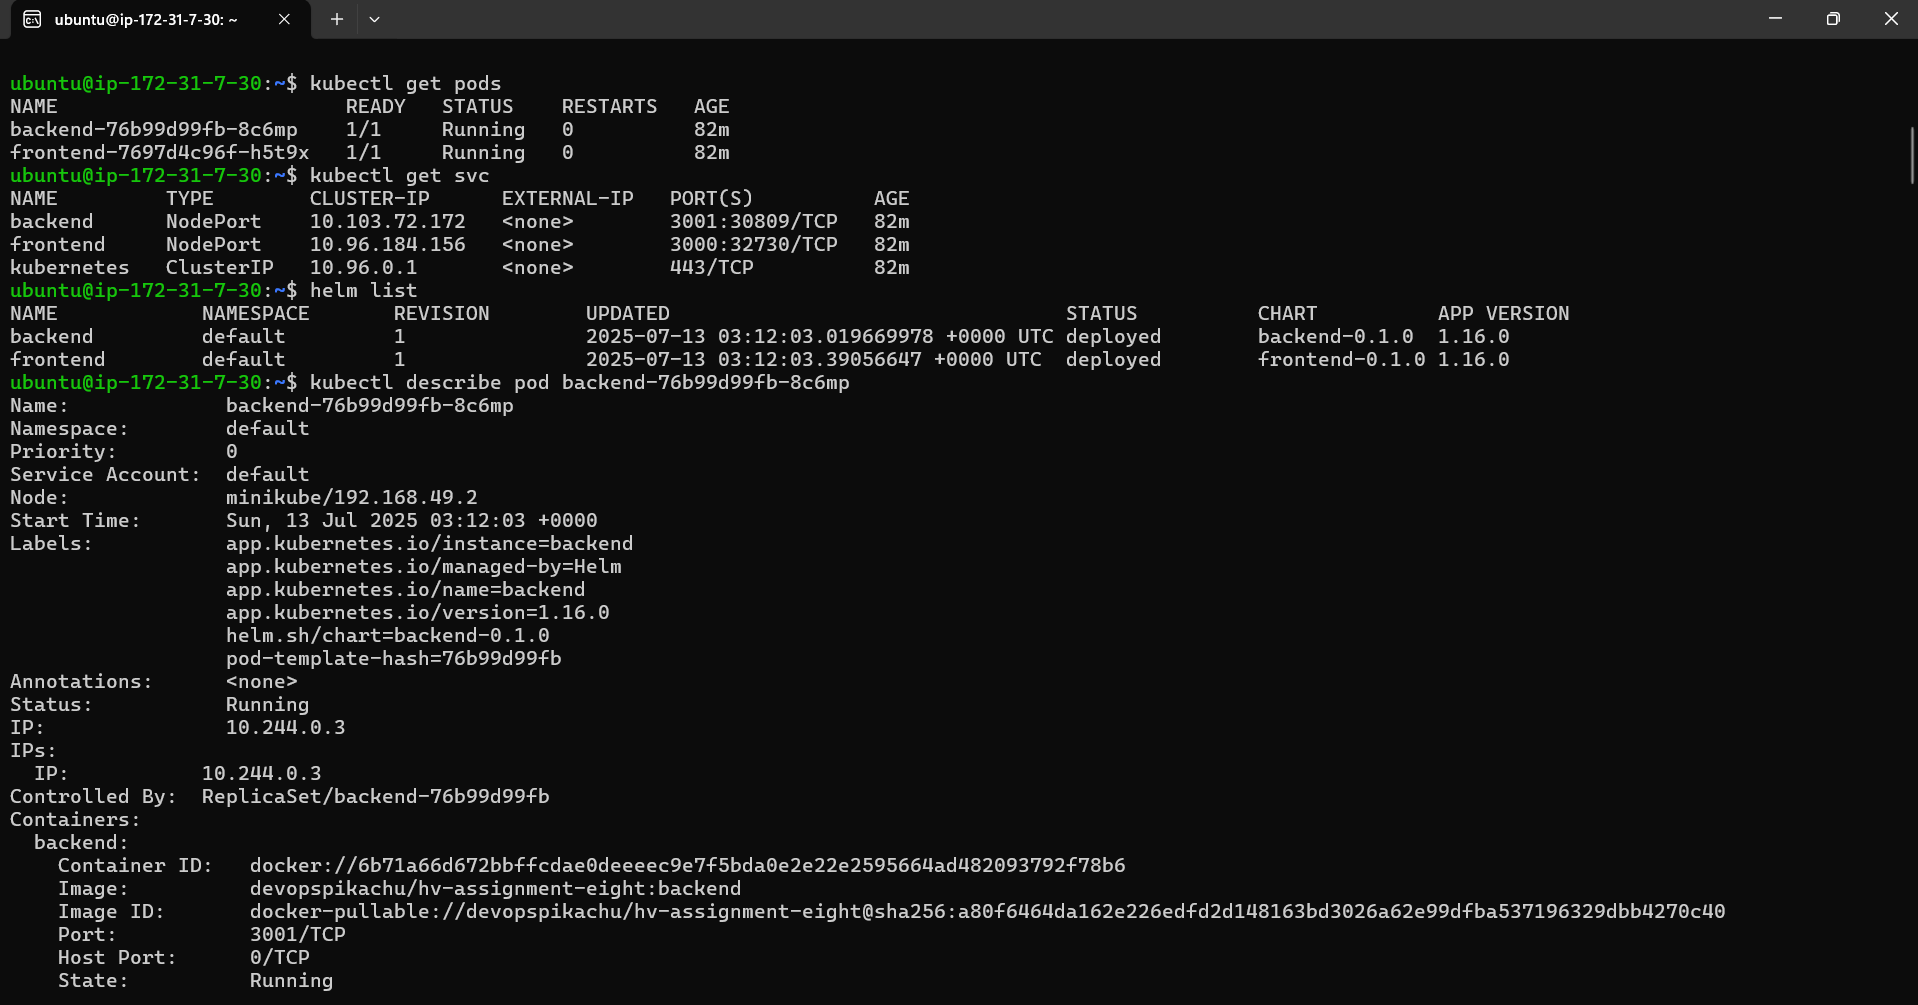 ubuntu@ip-172-31-7-30: ~
ubuntu@ip-172-31-7-30:~$ kubectl get pods
NAME                        READY   STATUS    RESTARTS   AGE
backend-76b99d99fb-8c6mp    1/1     Running   0          82m
frontend-7697d4c96f-h5t9x   1/1     Running   0          82m
ubuntu@ip-172-31-7-30:~$ kubectl get svc
NAME         TYPE        CLUSTER-IP      EXTERNAL-IP   PORT(S)          AGE
backend      NodePort    10.103.72.172   <none>        3001:30809/TCP   82m
frontend     NodePort    10.96.184.156   <none>        3000:32730/TCP   82m
kubernetes   ClusterIP   10.96.0.1       <none>        443/TCP          82m
ubuntu@ip-172-31-7-30:~$ helm list
NAME            NAMESPACE       REVISION        UPDATED                                 STATUS          CHART          APP VERSION
backend         default         1               2025-07-13 03:12:03.019669978 +0000 UTC deployed        backend-0.1.0  1.16.0
frontend        default         1               2025-07-13 03:12:03.39056647 +0000 UTC  deployed        frontend-0.1.0 1.16.0
ubuntu@ip-172-31-7-30:~$ kubectl describe pod backend-76b99d99fb-8c6mp
Name:             backend-76b99d99fb-8c6mp
Namespace:        default
Priority:         0
Service Account:  default
Node:             minikube/192.168.49.2
Start Time:       Sun, 13 Jul 2025 03:12:03 +0000
Labels:           app.kubernetes.io/instance=backend
                  app.kubernetes.io/managed-by=Helm
                  app.kubernetes.io/name=backend
                  app.kubernetes.io/version=1.16.0
                  helm.sh/chart=backend-0.1.0
                  pod-template-hash=76b99d99fb
Annotations:      <none>
Status:           Running
IP:               10.244.0.3
IPs:
  IP:           10.244.0.3
Controlled By:  ReplicaSet/backend-76b99d99fb
Containers:
  backend:
    Container ID:   docker://6b71a66d672bbffcdae0deeeec9e7f5bda0e2e22e2595664ad482093792f78b6
    Image:          devopspikachu/hv-assignment-eight:backend
    Image ID:       docker-pullable://devopspikachu/hv-assignment-eight@sha256:a80f6464da162e226edfd2d148163bd3026a62e99dfba537196329dbb4270c40
    Port:           3001/TCP
    Host Port:      0/TCP
    State:          Running